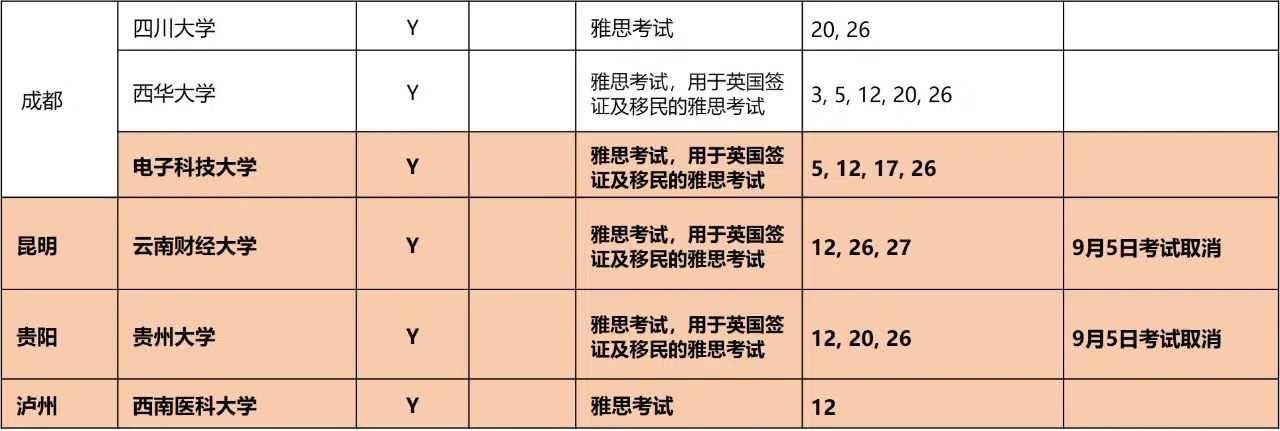 成都
四川大学 Y 雅思考试 20, 26
西华大学 Y 雅思考试，用于英国签
证及移民的雅思考试 3, 5, 12, 20, 26
电子科技大学 Y 雅思考试，用于英国签
证及移民的雅思考试 5, 12, 17, 26
昆明 云南财经大学 Y 雅思考试，用于英国签
证及移民的雅思考试 12, 26, 27 9月5日考试取消
贵阳 贵州大学 Y 雅思考试，用于英国签
证及移民的雅思考试 12, 20, 26 9月5日考试取消
泸州 西南医科大学 Y 雅思考试 12